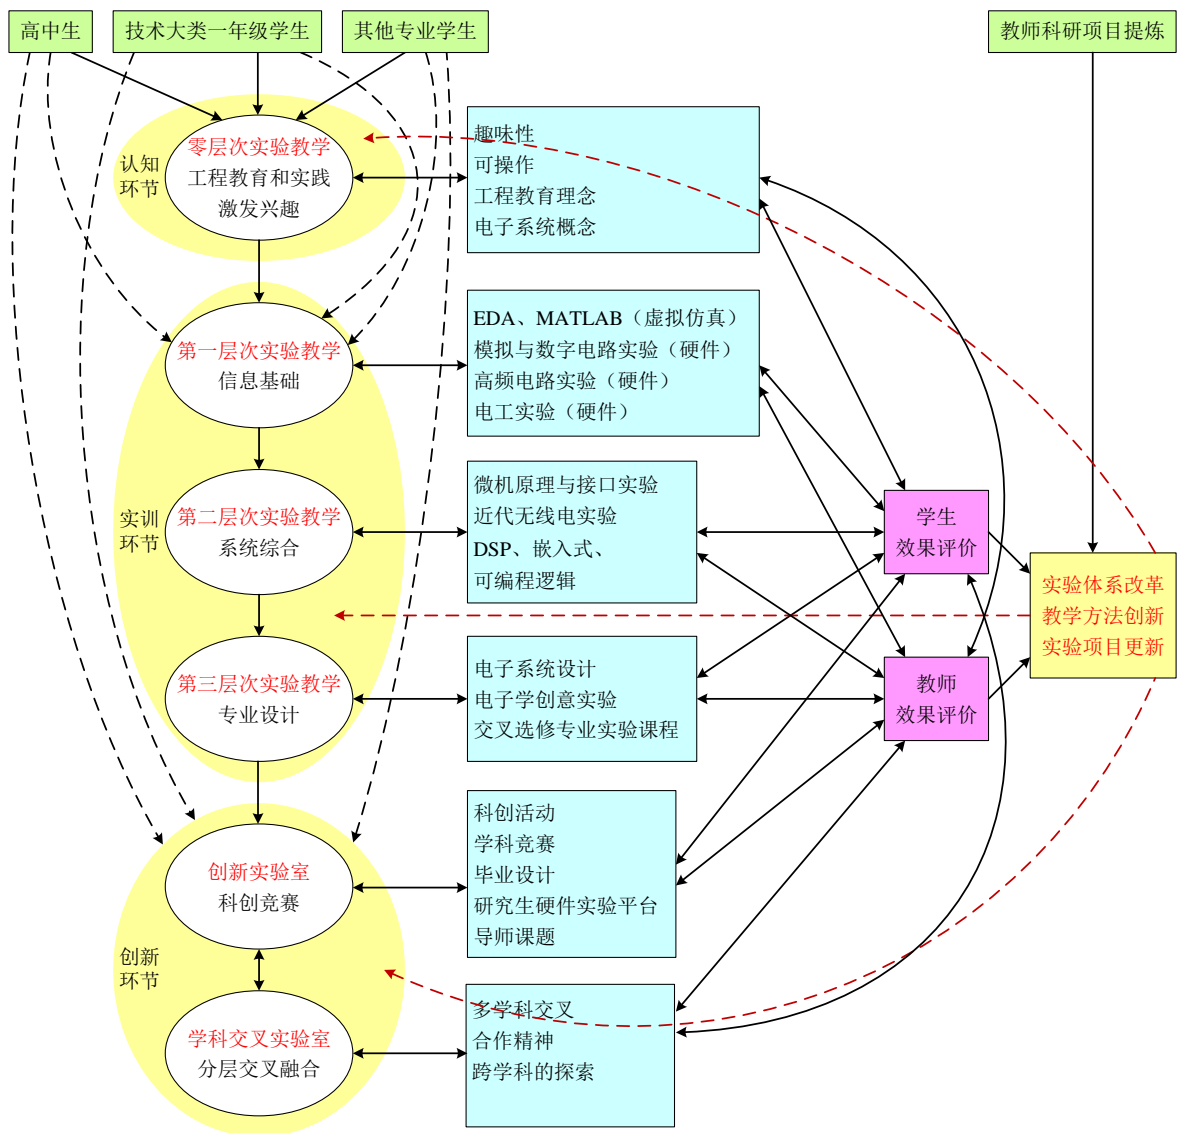 高中生
技术大类一年级学生
其他专业学生
教师科研项目提炼
认知
环节
零层次实验教学
工程教育和实践
激发兴趣
趣味性
可操作
工程教育理念
电子系统概念
第一层次实验教学
信息基础
EDA、MATLAB（虚拟仿真）
模拟与数字电路实验（硬件）
高频电路实验（硬件）
电工实验（硬件）
实训
环节
第二层次实验教学
系统综合
微机原理与接口实验
近代无线电实验
DSP、嵌入式、
可编程逻辑
学生
效果评价
实验体系改革
教学方法创新
实验项目更新
第三层次实验教学
专业设计
电子系统设计
电子学创意实验
交叉选修专业实验课程
教师
效果评价
创新实验室
科创竞赛
科创活动
学科竞赛
毕业设计
研究生硬件实验平台
导师课题
创新
环节
学科交叉实验室
分层交叉融合
多学科交叉
合作精神
跨学科的探索